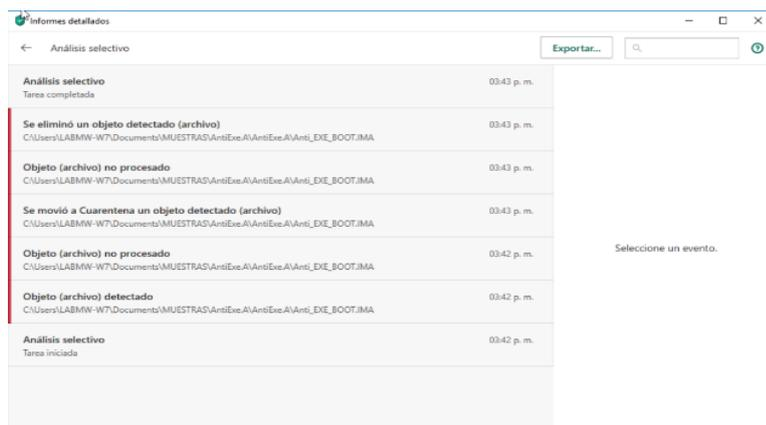 Informes detallados
Análisis selectivo
Exportar...
Análisis selectivo 03:43 p. m.
Tarea completada
Se eliminó un objeto detectado (archivo) 03:43 p. m.
C:\Users\LABMW-W7\Documents\MUESTRAS\AntiExe.A\AntiExe.A\Anti_EXE_BOOT.IMA
Objeto (archivo) no procesado 03:43 p. m.
C:\Users\LABMW-W7\Documents\MUESTRAS\AntiExe.A\AntiExe.A\Anti_EXE_BOOT.IMA
Se movió a Cuarentena un objeto detectado (archivo) 03:43 p. m.
C:\Users\LABMW-W7\Documents\MUESTRAS\AntiExe.A\AntiExe.A\Anti_EXE_BOOT.IMA
Objeto (archivo) no procesado 03:42 p. m.
C:\Users\LABMW-W7\Documents\MUESTRAS\AntiExe.A\AntiExe.A\Anti_EXE_BOOT.IMA
Objeto (archivo) detectado 03:42 p. m.
C:\Users\LABMW-W7\Documents\MUESTRAS\AntiExe.A\AntiExe.A\Anti_EXE_BOOT.IMA
Análisis selectivo 03:42 p. m.
Tarea iniciada
Seleccione un evento.